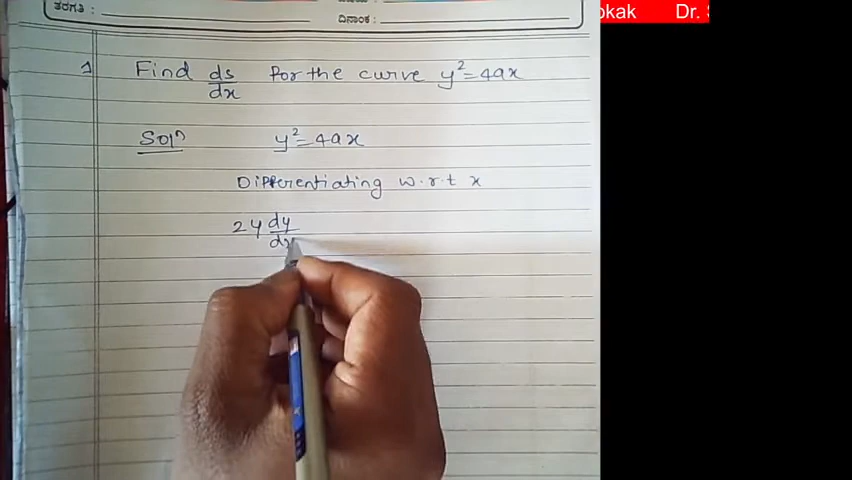 ತರಗತಿ :
ದಿನಾಂಕ :
okak Dr.
1 Find ds/dx for the curve y²=4ax
Solⁿ y²=4ax
Differentiating w.r.t x
2y dy/dx